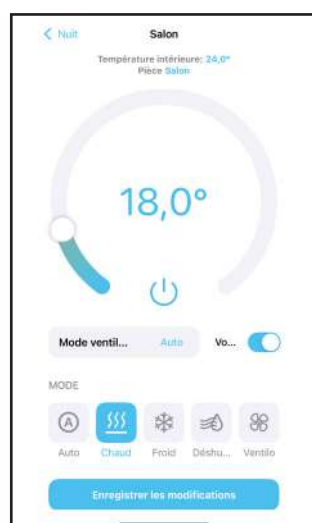 Nuit Salon
Température intérieure: 24,0°
Pièce Salon
18,0°
Mode ventil... Auto Vo...
MODE
A
Auto Chaud Froid Déshu... Ventilo
Enregistrer les modifications